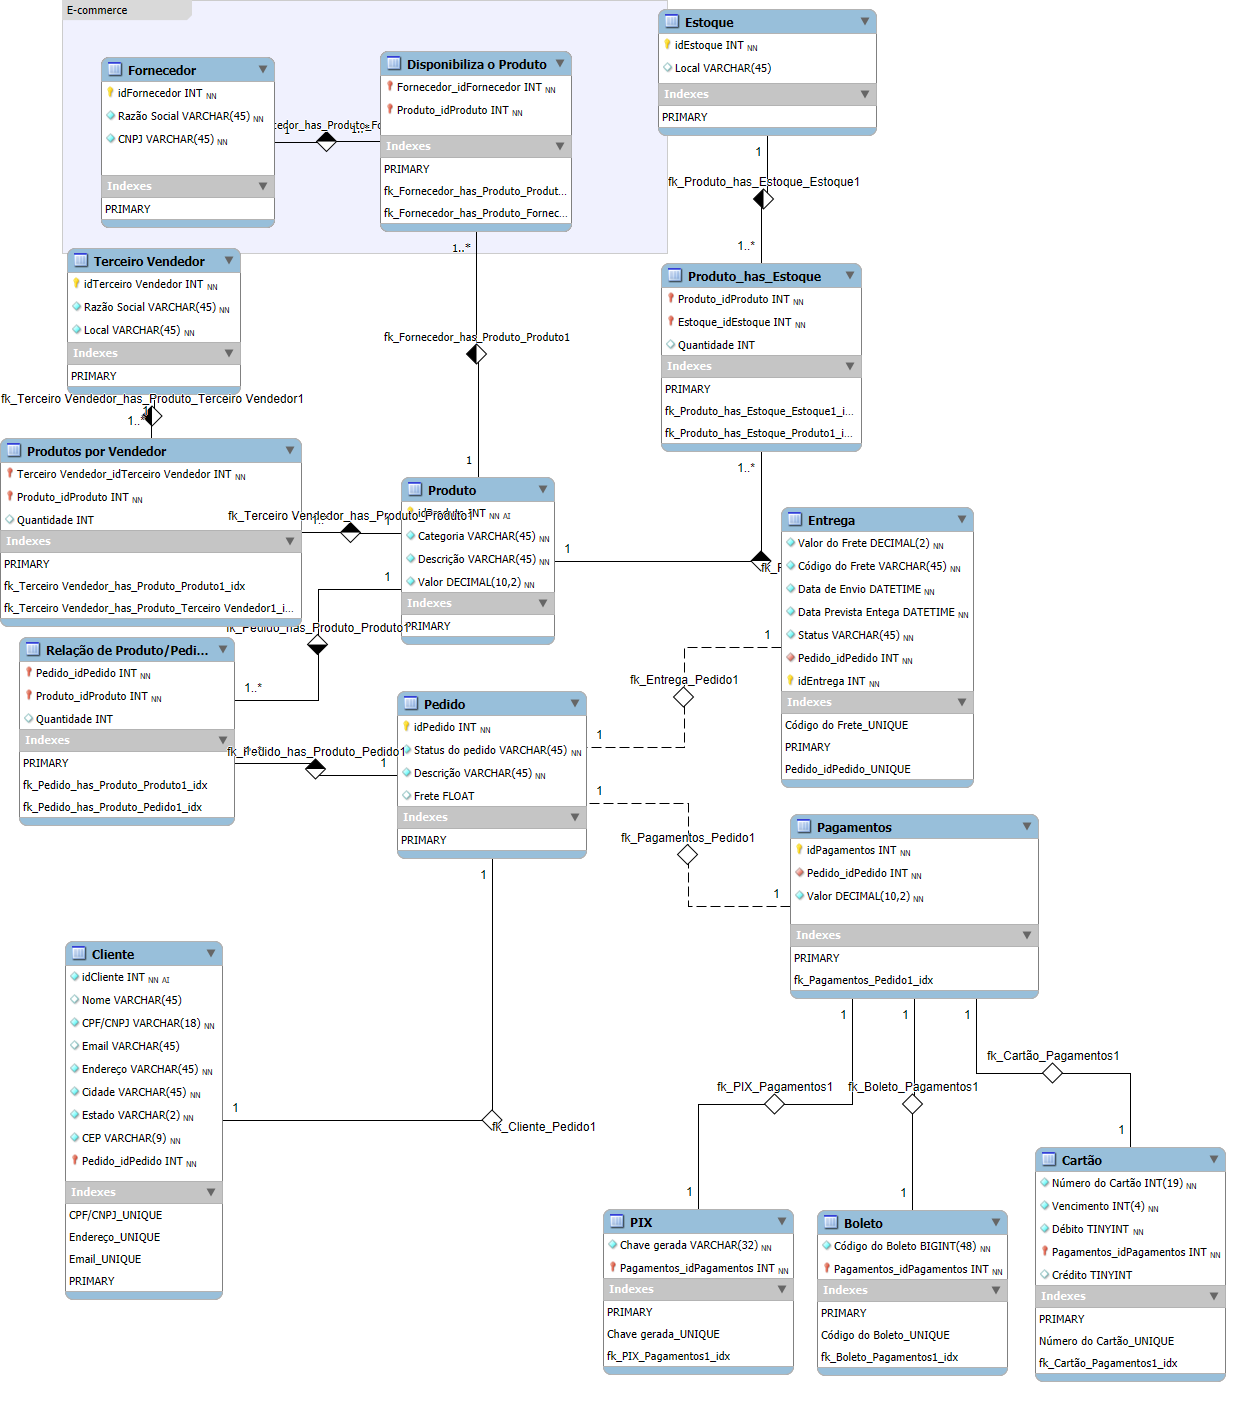 E-commerce
Fornecedor
idFornecedor INT NN
Razão Social VARCHAR(45) NN
CNPJ VARCHAR(45) NN
Indexes
PRIMARY
1
1..*
Disponibiliza o Produto
Fornecedor_idFornecedor INT NN
Produto_idProduto INT NN
Indexes
PRIMARY
fk_Fornecedor_has_Produto_Produt...
fk_Fornecedor_has_Produto_Fornec...
1..*
fk_Fornecedor_has_Produto_Produto1
1
Estoque
idEstoque INT NN
Local VARCHAR(45)
Indexes
PRIMARY
1
fk_Produto_has_Estoque_Estoque1
1..*
Produto_has_Estoque
Produto_idProduto INT NN
Estoque_idEstoque INT NN
Quantidade INT
Indexes
PRIMARY
fk_Produto_has_Estoque_Estoque1_i...
fk_Produto_has_Estoque_Produto1_i...
1..*
1
Terceiro Vendedor
idTerceiro Vendedor INT NN
Razão Social VARCHAR(45) NN
Local VARCHAR(45) NN
Indexes
PRIMARY
fk_Terceiro Vendedor_has_Produto_Terceiro Vendedor1
1
1..*
Produtos por Vendedor
Terceiro Vendedor_idTerceiro Vendedor INT NN
Produto_idProduto INT NN
Quantidade INT
Indexes
PRIMARY
fk_Terceiro Vendedor_has_Produto_Produto1_idx
fk_Terceiro Vendedor_has_Produto_Terceiro Vendedor1_i...
fk_Terceiro Vendedor_has_Produto_Produto1
1..*
1
Produto
idProduto INT NN AI
Categoria VARCHAR(45) NN
Descrição VARCHAR(45) NN
Valor DECIMAL(10,2) NN
Indexes
PRIMARY
1
fk_Pedido_has_Produto_Produto1
1..*
Relação de Produto/Pedi...
Pedido_idPedido INT NN
Produto_idProduto INT NN
Quantidade INT
Indexes
PRIMARY
fk_Pedido_has_Produto_Produto1_idx
fk_Pedido_has_Produto_Pedido1_idx
fk_Pedido_has_Produto_Pedido1
1
Pedido
idPedido INT NN
Status do pedido VARCHAR(45) NN
Descrição VARCHAR(45) NN
Frete FLOAT
Indexes
PRIMARY
Entrega
Valor do Frete DECIMAL(2) NN
Código do Frete VARCHAR(45) NN
Data de Envio DATETIME NN
Data Prevista Entega DATETIME NN
Status VARCHAR(45) NN
Pedido_idPedido INT NN
idEntrega INT NN
Indexes
Código do Frete_UNIQUE
PRIMARY
Pedido_idPedido_UNIQUE
1
fk_Entrega_Pedido1
1
1
fk_Pagamentos_Pedido1
1
Pagamentos
idPagamentos INT NN
Pedido_idPedido INT NN
Valor DECIMAL(10,2) NN
Indexes
PRIMARY
fk_Pagamentos_Pedido1_idx
1
Cliente
idCliente INT NN AI
Nome VARCHAR(45)
CPF/CNPJ VARCHAR(18) NN
Email VARCHAR(45)
Endereço VARCHAR(45) NN
Cidade VARCHAR(45) NN
Estado VARCHAR(2) NN
CEP VARCHAR(9) NN
Pedido_idPedido INT NN
Indexes
CPF/CNPJ_UNIQUE
Endereço_UNIQUE
Email_UNIQUE
PRIMARY
1
fk_Cliente_Pedido1
1
1
1
fk_PIX_Pagamentos1
fk_Boleto_Pagamentos1
fk_Cartão_Pagamentos1
1
1
1
PIX
Chave gerada VARCHAR(32) NN
Pagamentos_idPagamentos INT NN
Indexes
PRIMARY
Chave gerada_UNIQUE
fk_PIX_Pagamentos1_idx
Boleto
Código do Boleto BIGINT(48) NN
Pagamentos_idPagamentos INT NN
Indexes
PRIMARY
Código do Boleto_UNIQUE
fk_Boleto_Pagamentos1_idx
Cartão
Número do Cartão INT(19) NN
Vencimento INT(4) NN
Débito TINYINT NN
Pagamentos_idPagamentos INT NN
Crédito TINYINT
Indexes
PRIMARY
Número do Cartão_UNIQUE
fk_Cartão_Pagamentos1_idx